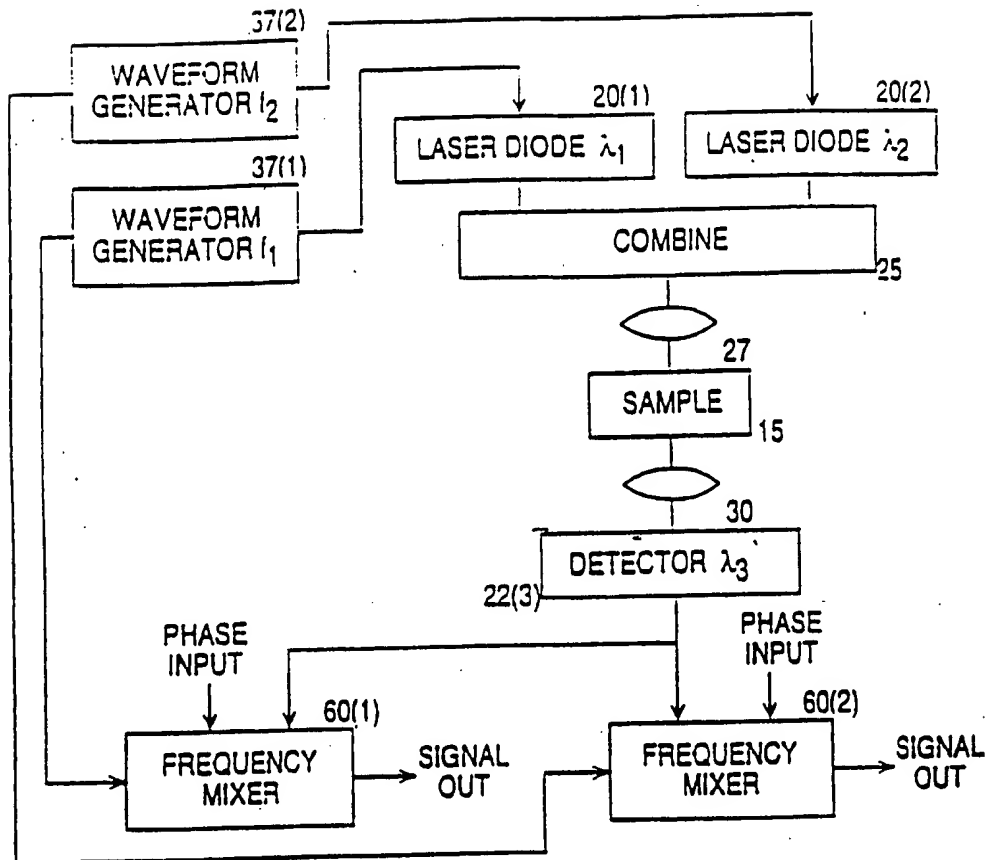 37(2)
WAVEFORM
GENERATOR f2
20(1)
20(2)
LASER DIODE λ1
LASER DIODE λ2
37(1)
WAVEFORM
GENERATOR f1
COMBINE
25
27
SAMPLE
15
30
DETECTOR λ3
22(3)
PHASE
INPUT
PHASE
INPUT
60(1)
60(2)
FREQUENCY
MIXER
SIGNAL
OUT
FREQUENCY
MIXER
SIGNAL
OUT